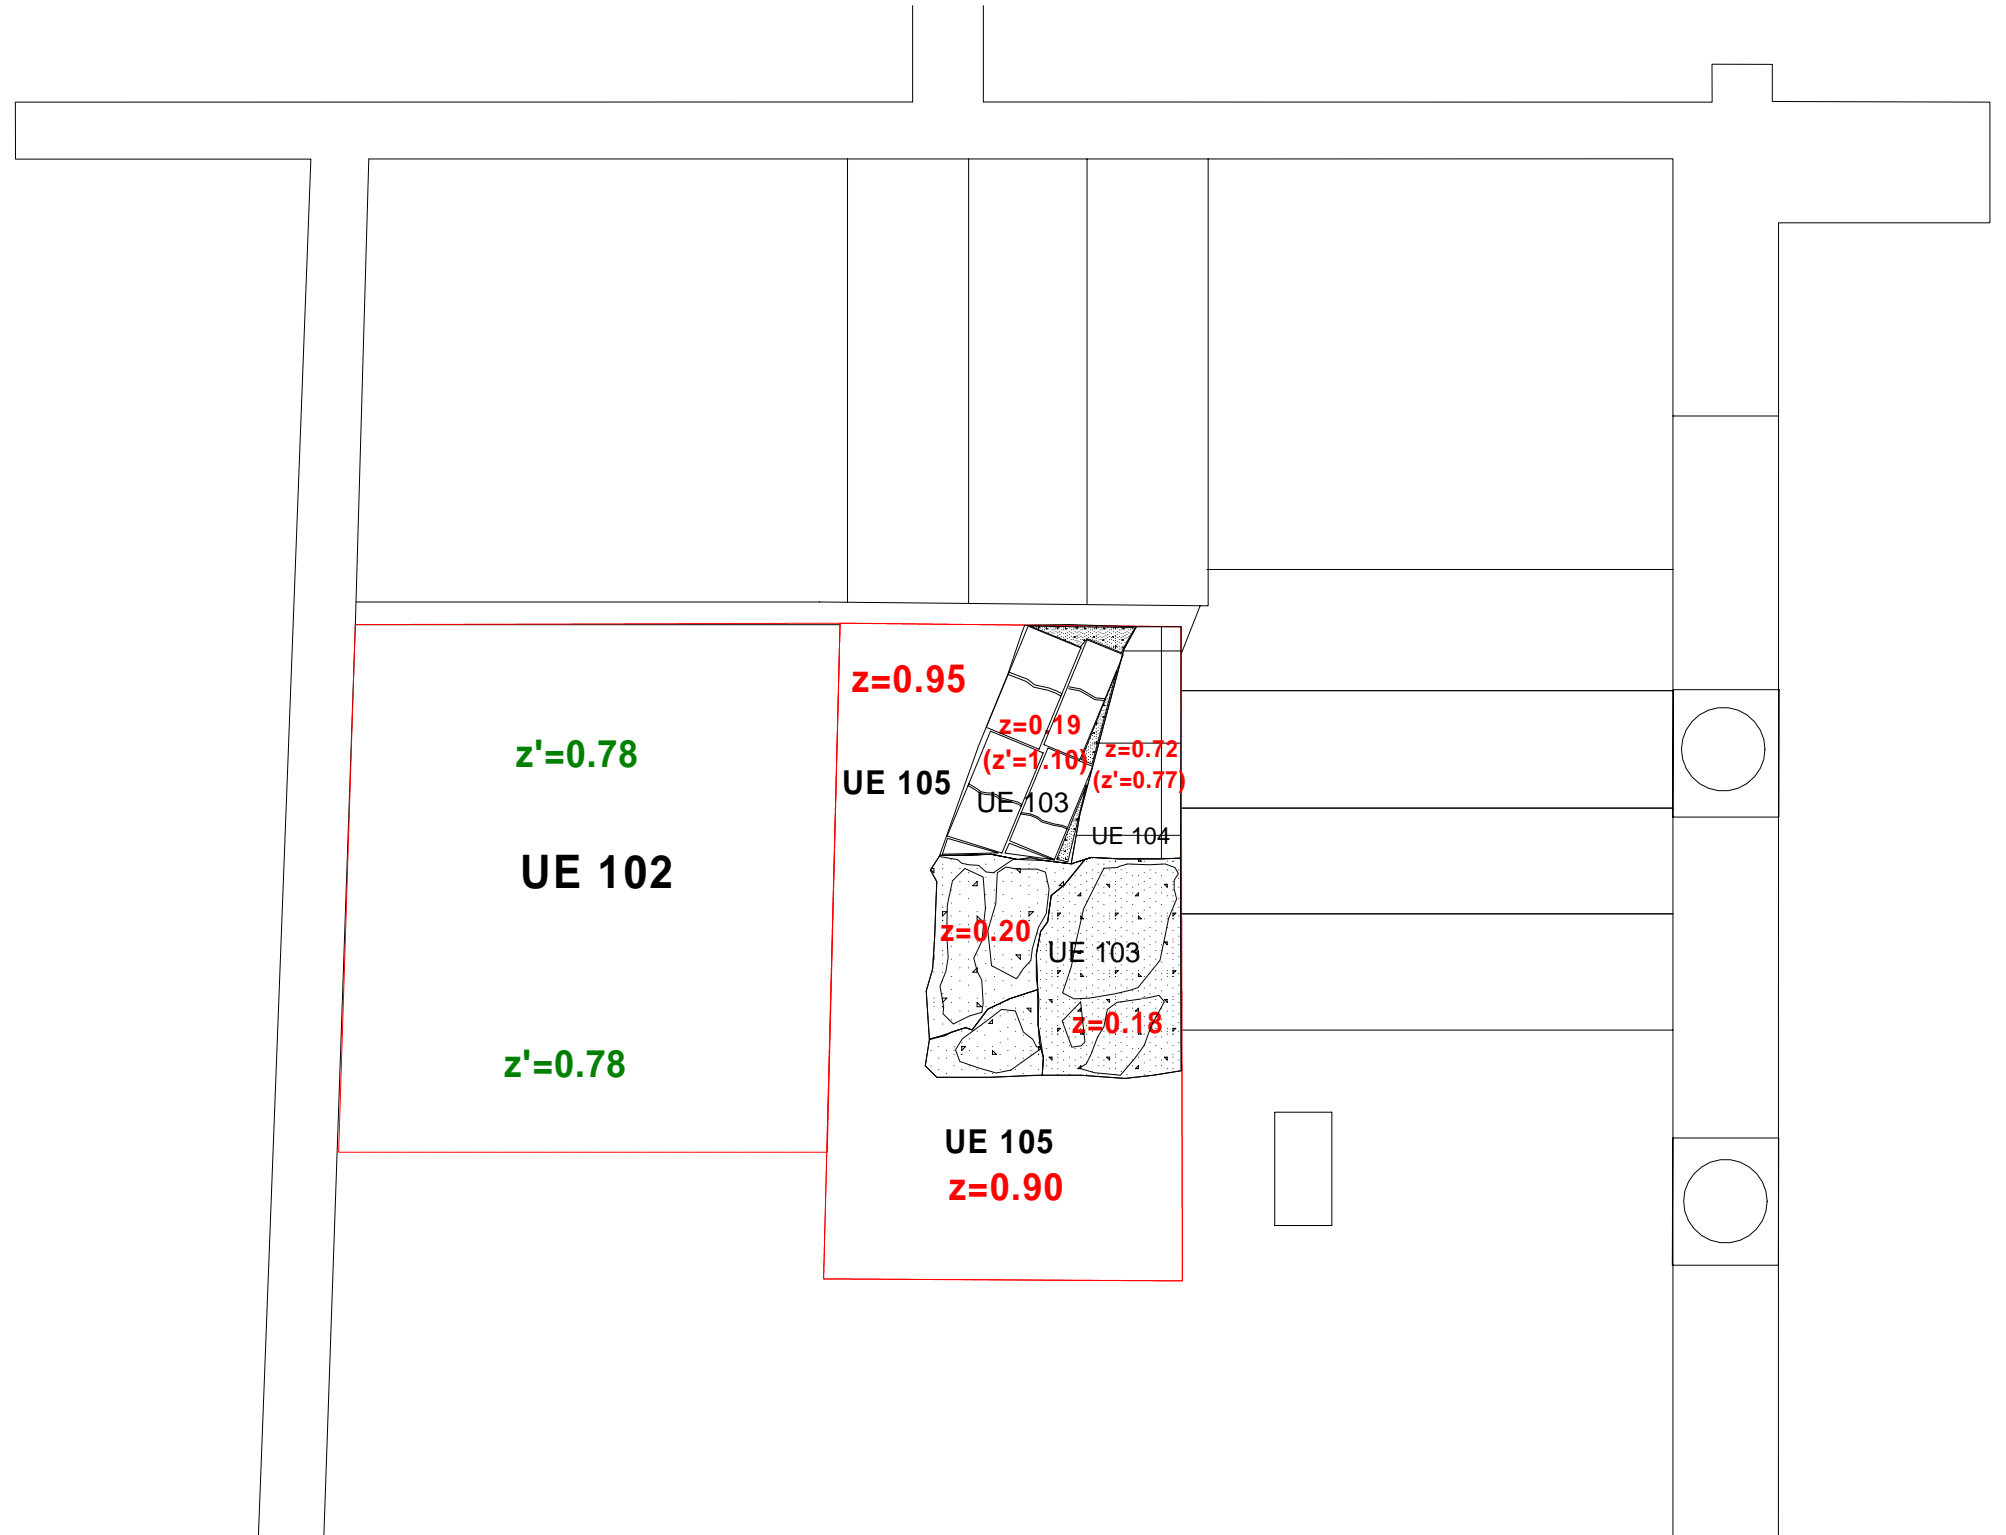 z=0.95
z=0.19
(z'=1.10)
z=0.72
(z'=0.77)
z'=0.78
UE 105
UE 103
UE 104
UE 102
z=0.20
UE 103
z=0.18
z'=0.78
UE 105
z=0.90